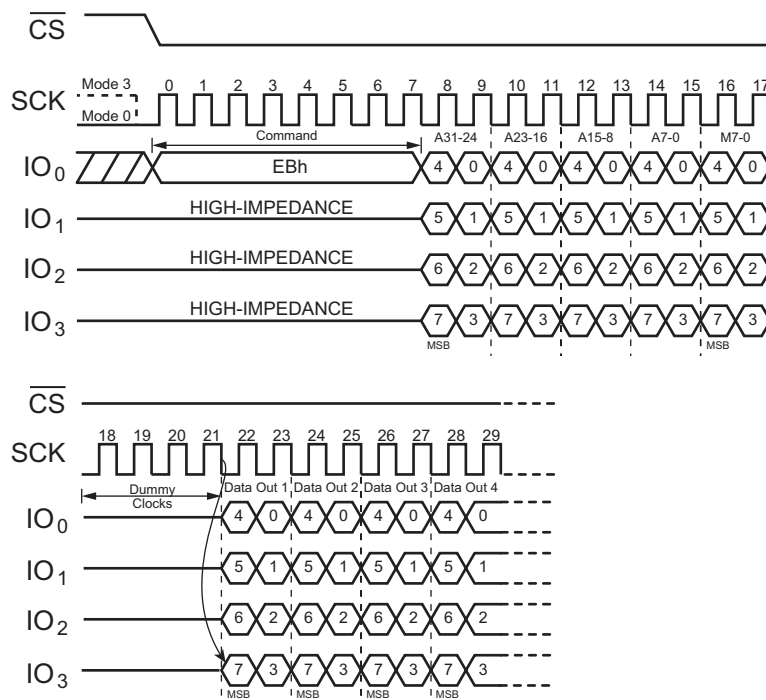 CS
Mode 3
0 1 2 3 4 5 6 7 8 9 10 11 12 13 14 15 16 17
SCK
Mode 0
Command
A31-24 A23-16 A15-8 A7-0 M7-0
IO0 EBh 4 0 4 0 4 0 4 0 4 0
IO1 HIGH-IMPEDANCE 5 1 5 1 5 1 5 1 5 1
IO2 HIGH-IMPEDANCE 6 2 6 2 6 2 6 2 6 2
IO3 HIGH-IMPEDANCE 7 3 7 3 7 3 7 3 7 3
MSB MSB
CS
18 19 20 21 22 23 24 25 26 27 28 29
SCK
Dummy Data Out 1 Data Out 2 Data Out 3 Data Out 4
Clocks
IO0 4 0 4 0 4 0 4 0
IO1 5 1 5 1 5 1 5 1
IO2 6 2 6 2 6 2 6 2
IO3 7 3 7 3 7 3 7 3
MSB MSB MSB MSB